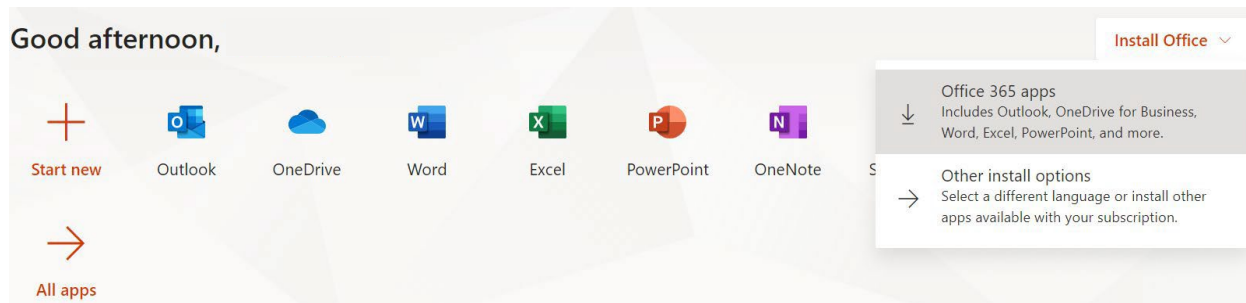 Good afternoon,
Install Office
Office 365 apps
Includes Outlook, OneDrive for Business,
Word, Excel, PowerPoint, and more.
Start new
Outlook
OneDrive
Word
Excel
PowerPoint
OneNote
S
Other install options
Select a different language or install other
apps available with your subscription.
All apps